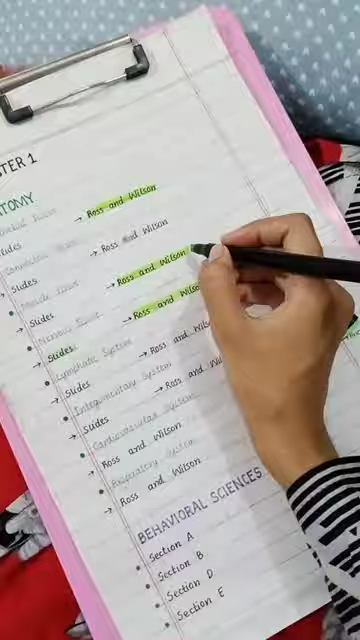 TER 1
TOMY
→ Ross and Wilson
Slides
→ Ross and Wilson
Slides
→ Ross and Wilson
→ Slides
• Nervous → Ross and Wilson
→ Slides
• Lymphatic System → Ross and
→ Slides
• Integumentary System → Ross and
→ Slides
• Cardiovascular System
→ Ross and Wilson
• Respiratory System
→ Ross and Wilson
BEHAVIORAL SCIENCES
• Section A
• Section B
• Section D
• Section E